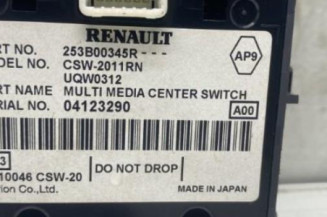 RENAULT
RT NO. 253B00345R---
DEL NO. CSW-2011RN
UQW0312
RT NAME MULTI MEDIA CENTER SWITCH
RIAL NO. 04123290
AP9
A00
3
10046 CSW-20
DO NOT DROP
rion Co.,Ltd.
MADE IN JAPAN